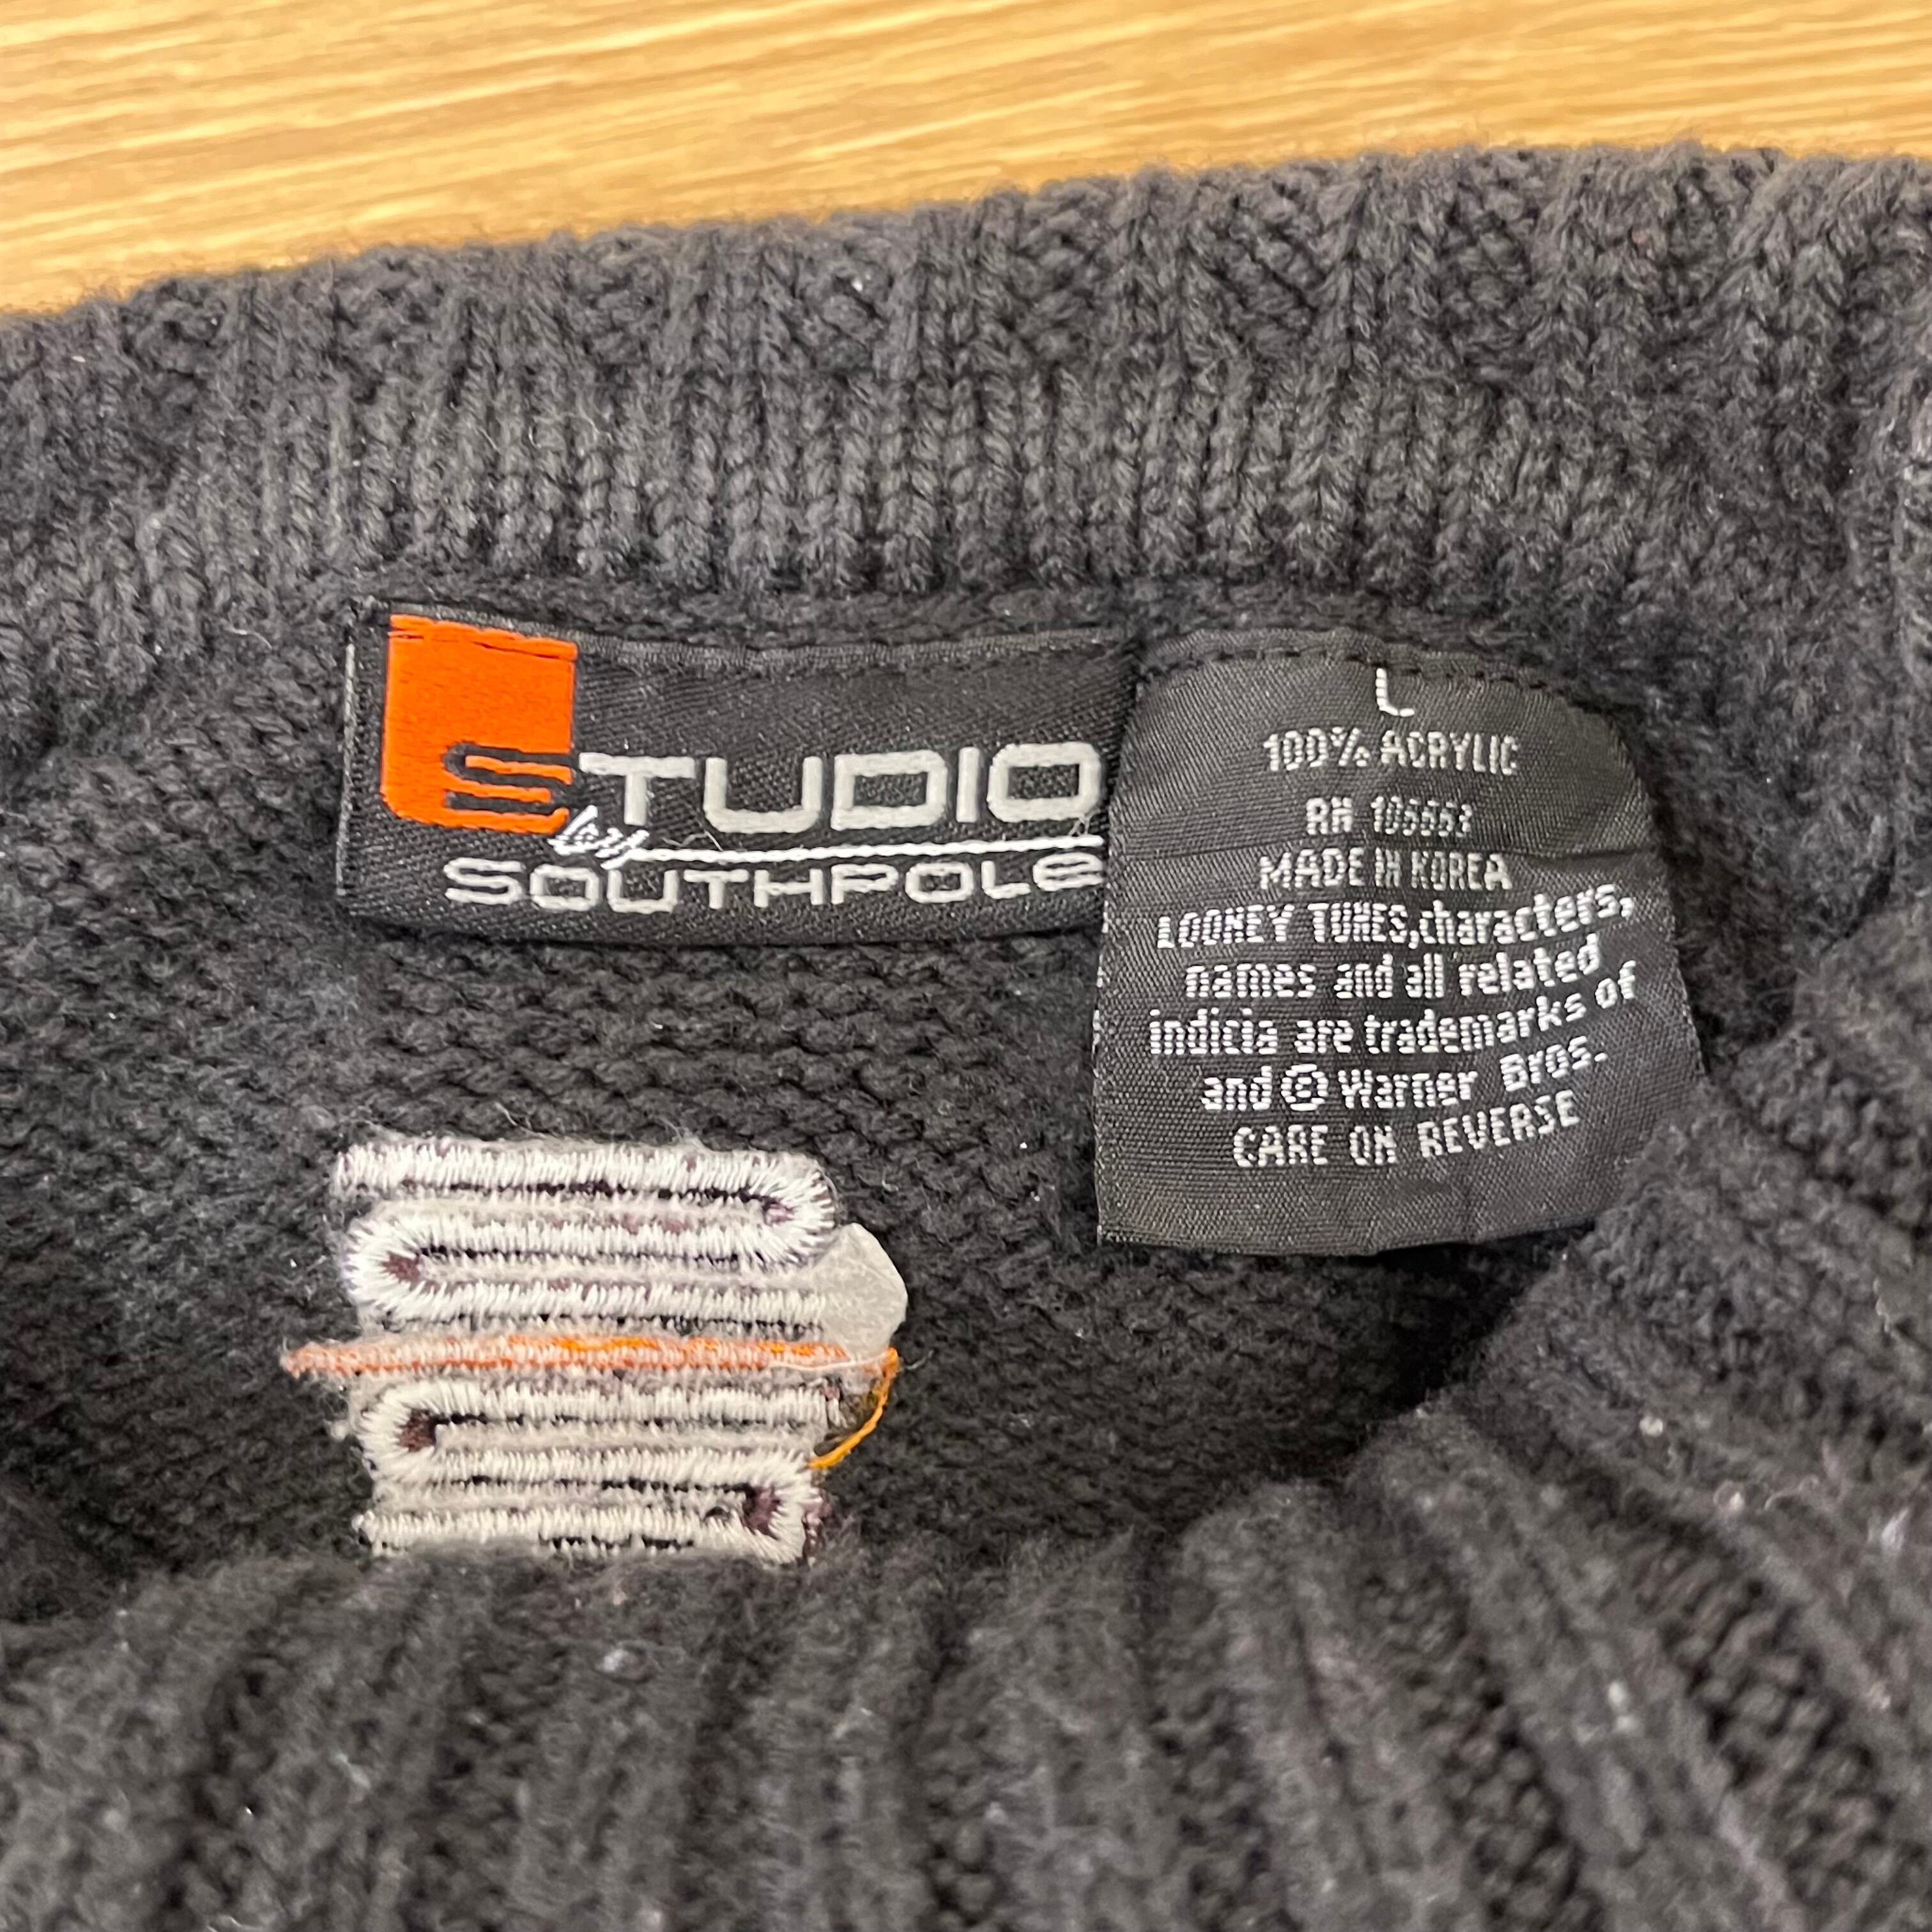 STUDIO
by
SOUTHPOLE
L
100% ACRYLIC
RN 105553
MADE IN KOREA
LOONEY TUNES,characters,
names and all related
indicia are trademarks of
and © Warner Bros.
CARE ON REVERSE